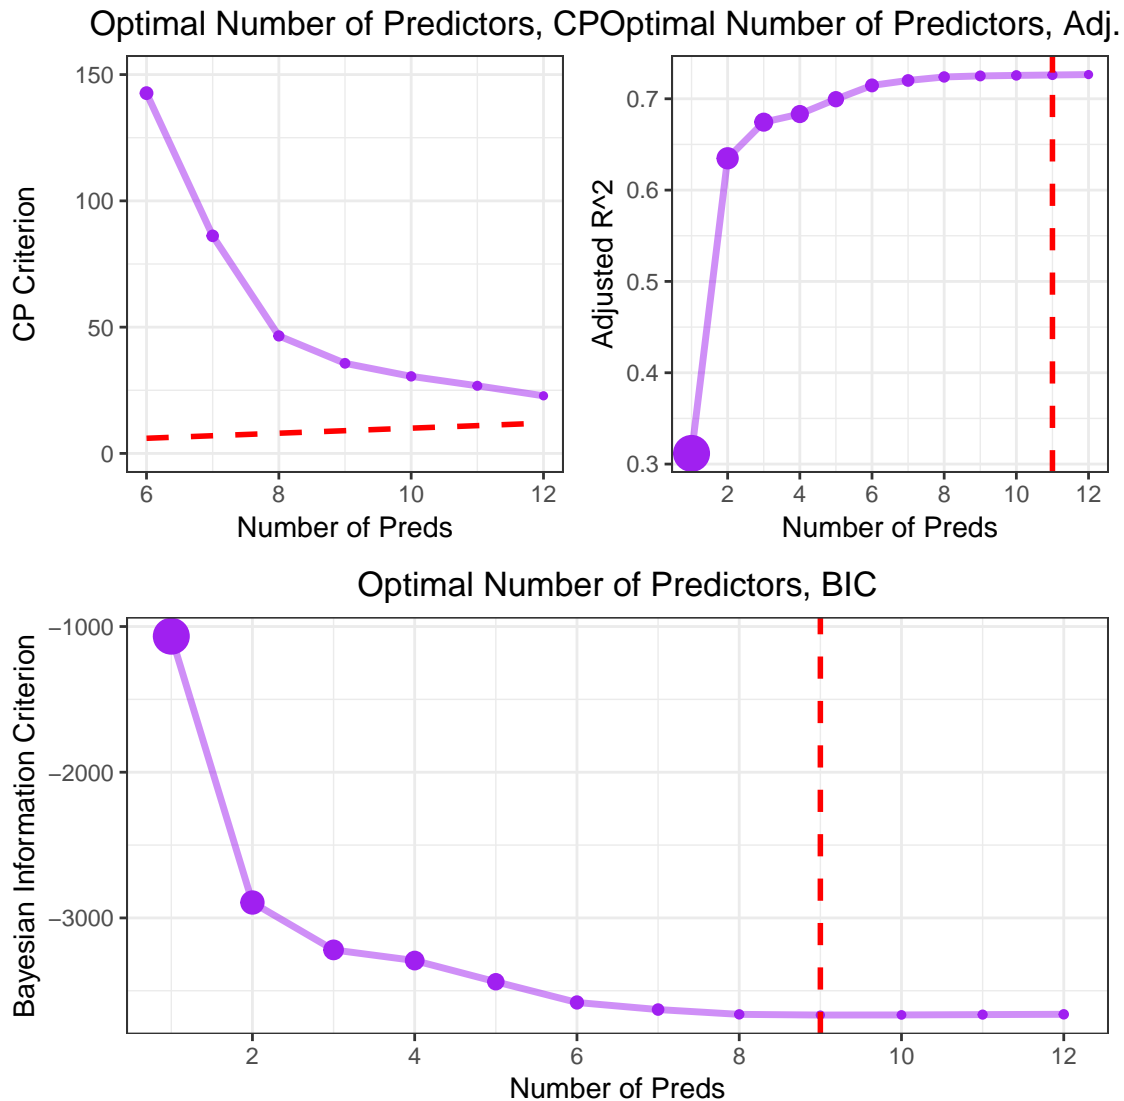 Optimal Number of Predictors, CP
150
100
50
0
CP Criterion
6 8 10 12
Number of Preds
Optimal Number of Predictors, Adj.
0.7
0.6
0.5
0.4
0.3
Adjusted R^2
2 4 6 8 10 12
Number of Preds
Optimal Number of Predictors, BIC
−1000
−2000
−3000
Bayesian Information Criterion
2 4 6 8 10 12
Number of Preds